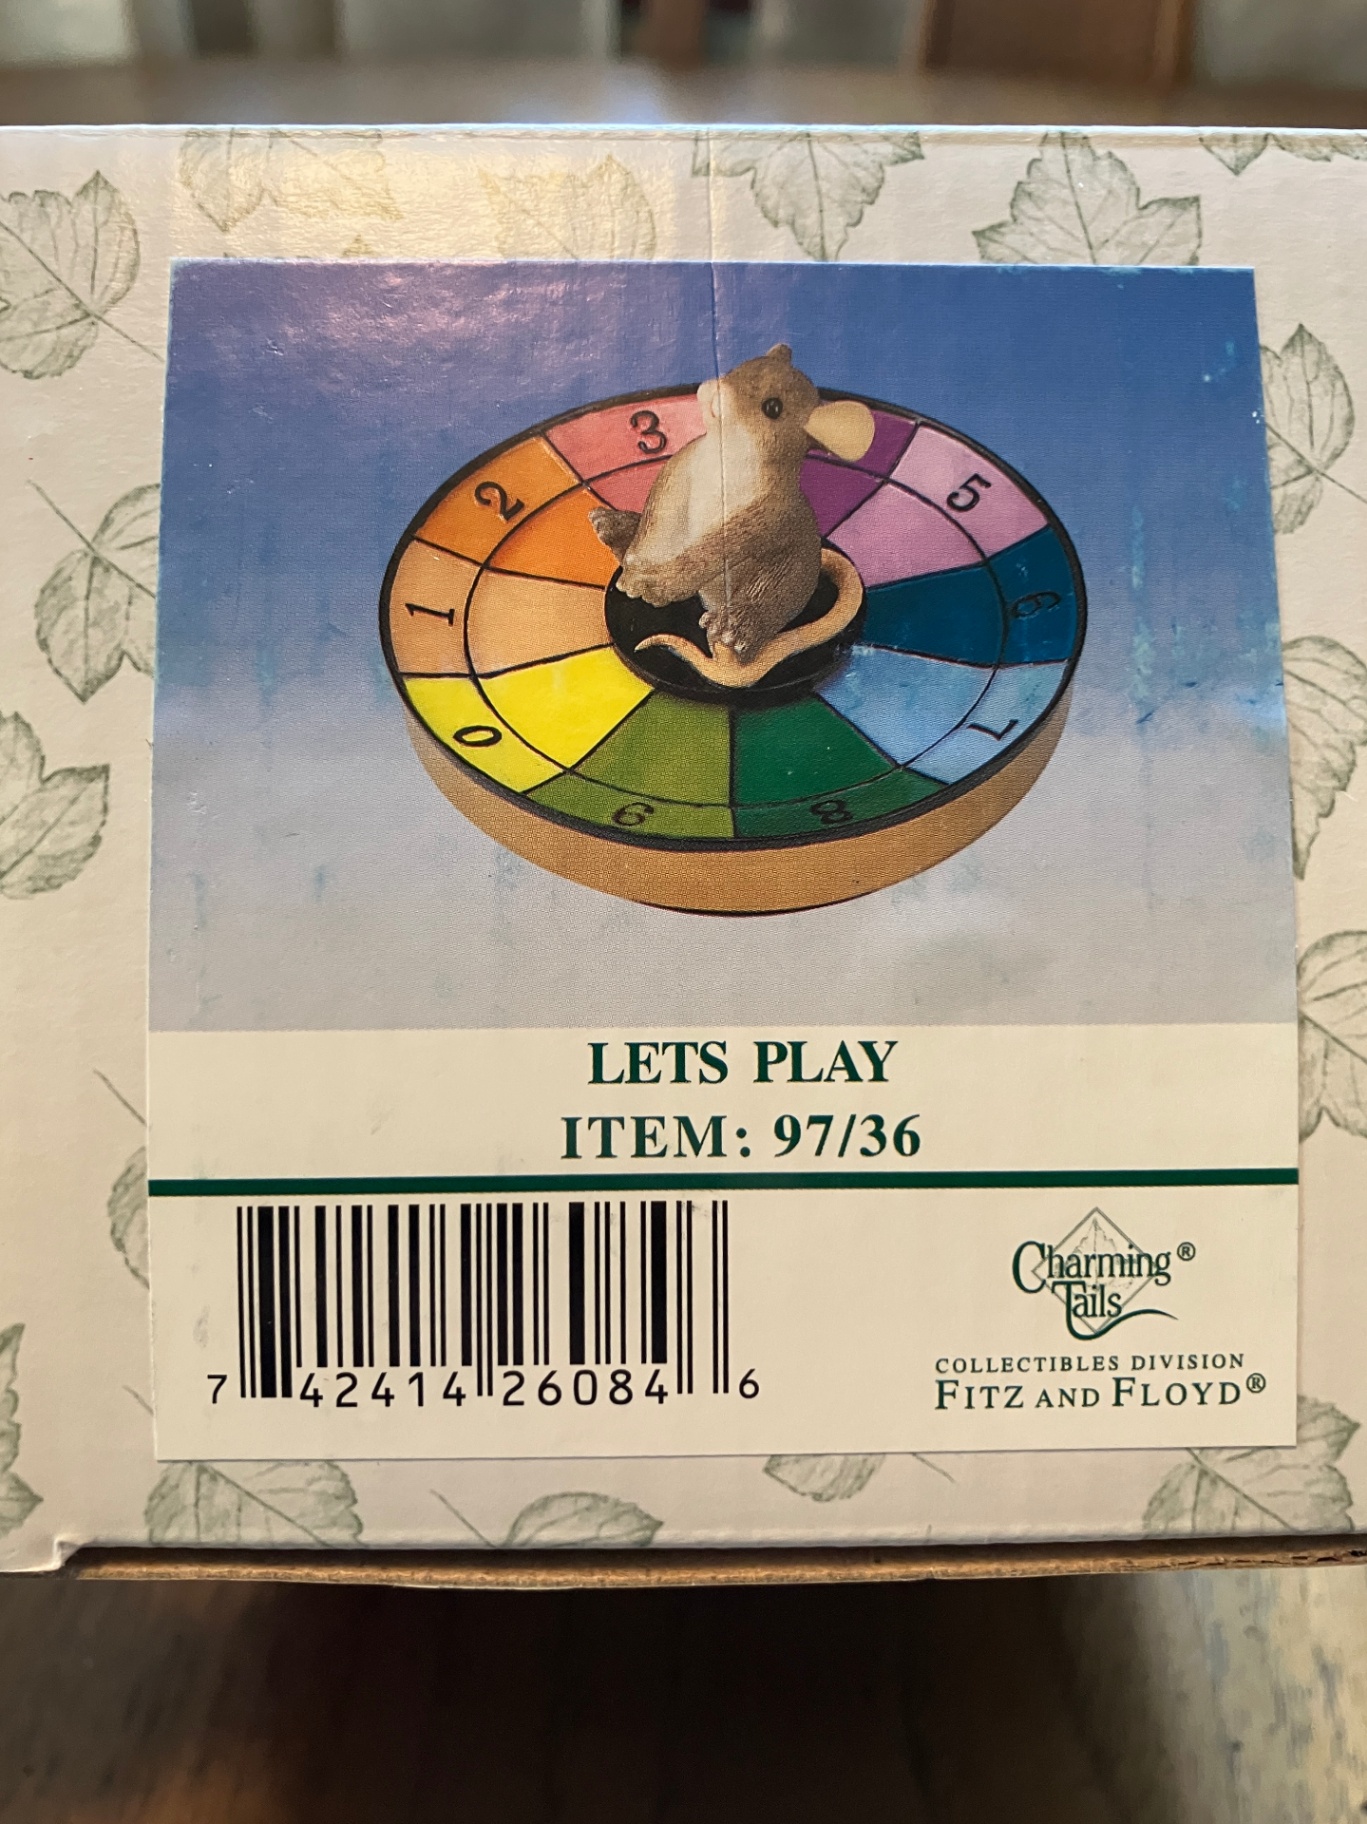 3
2
5
1
6
7
0
9
8
LETS PLAY
ITEM: 97/36
7 42414 26084 6
Charming®
Tails
COLLECTIBLES DIVISION
FITZ AND FLOYD®